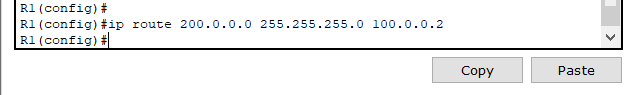 R1(config)#
R1(config)#ip route 200.0.0.0 255.255.255.0 100.0.0.2
R1(config)#
Copy Paste